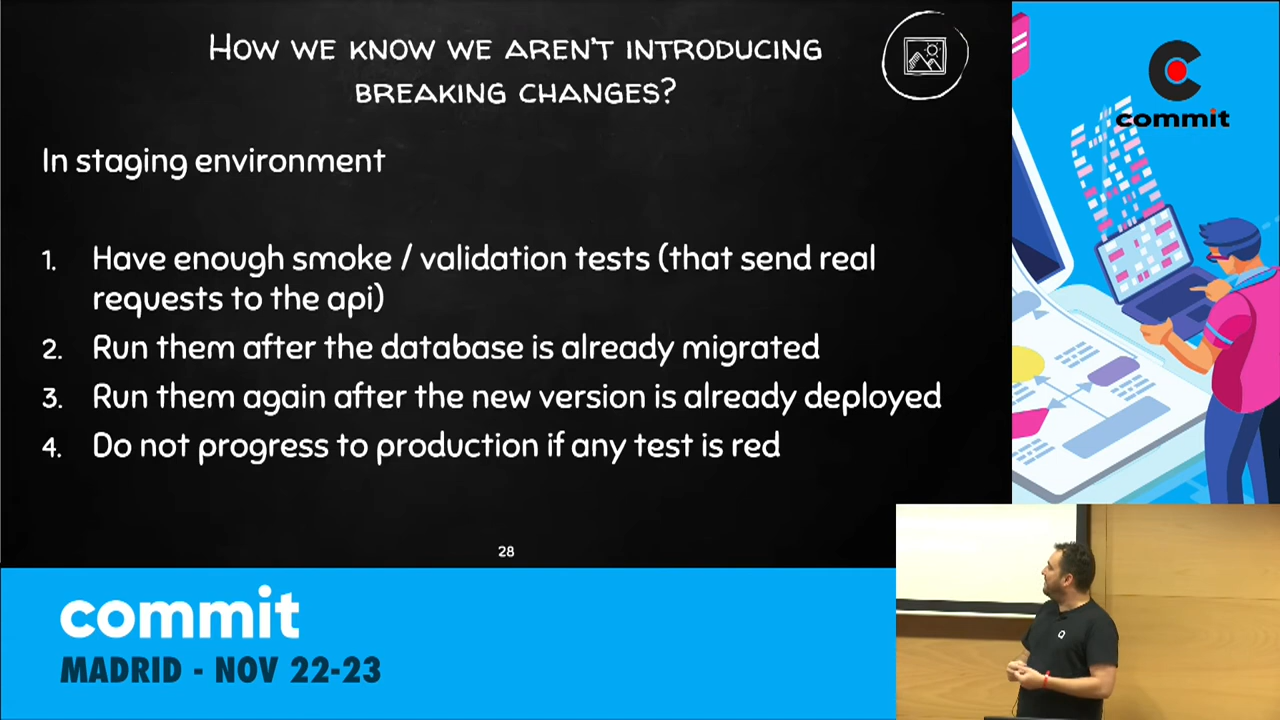 How we know we aren't introducing
breaking changes?
In staging environment
1. Have enough smoke / validation tests (that send real
requests to the api)
2. Run them after the database is already migrated
3. Run them again after the new version is already deployed
4. Do not progress to production if any test is red
28
commit
commit
MADRID - NOV 22-23